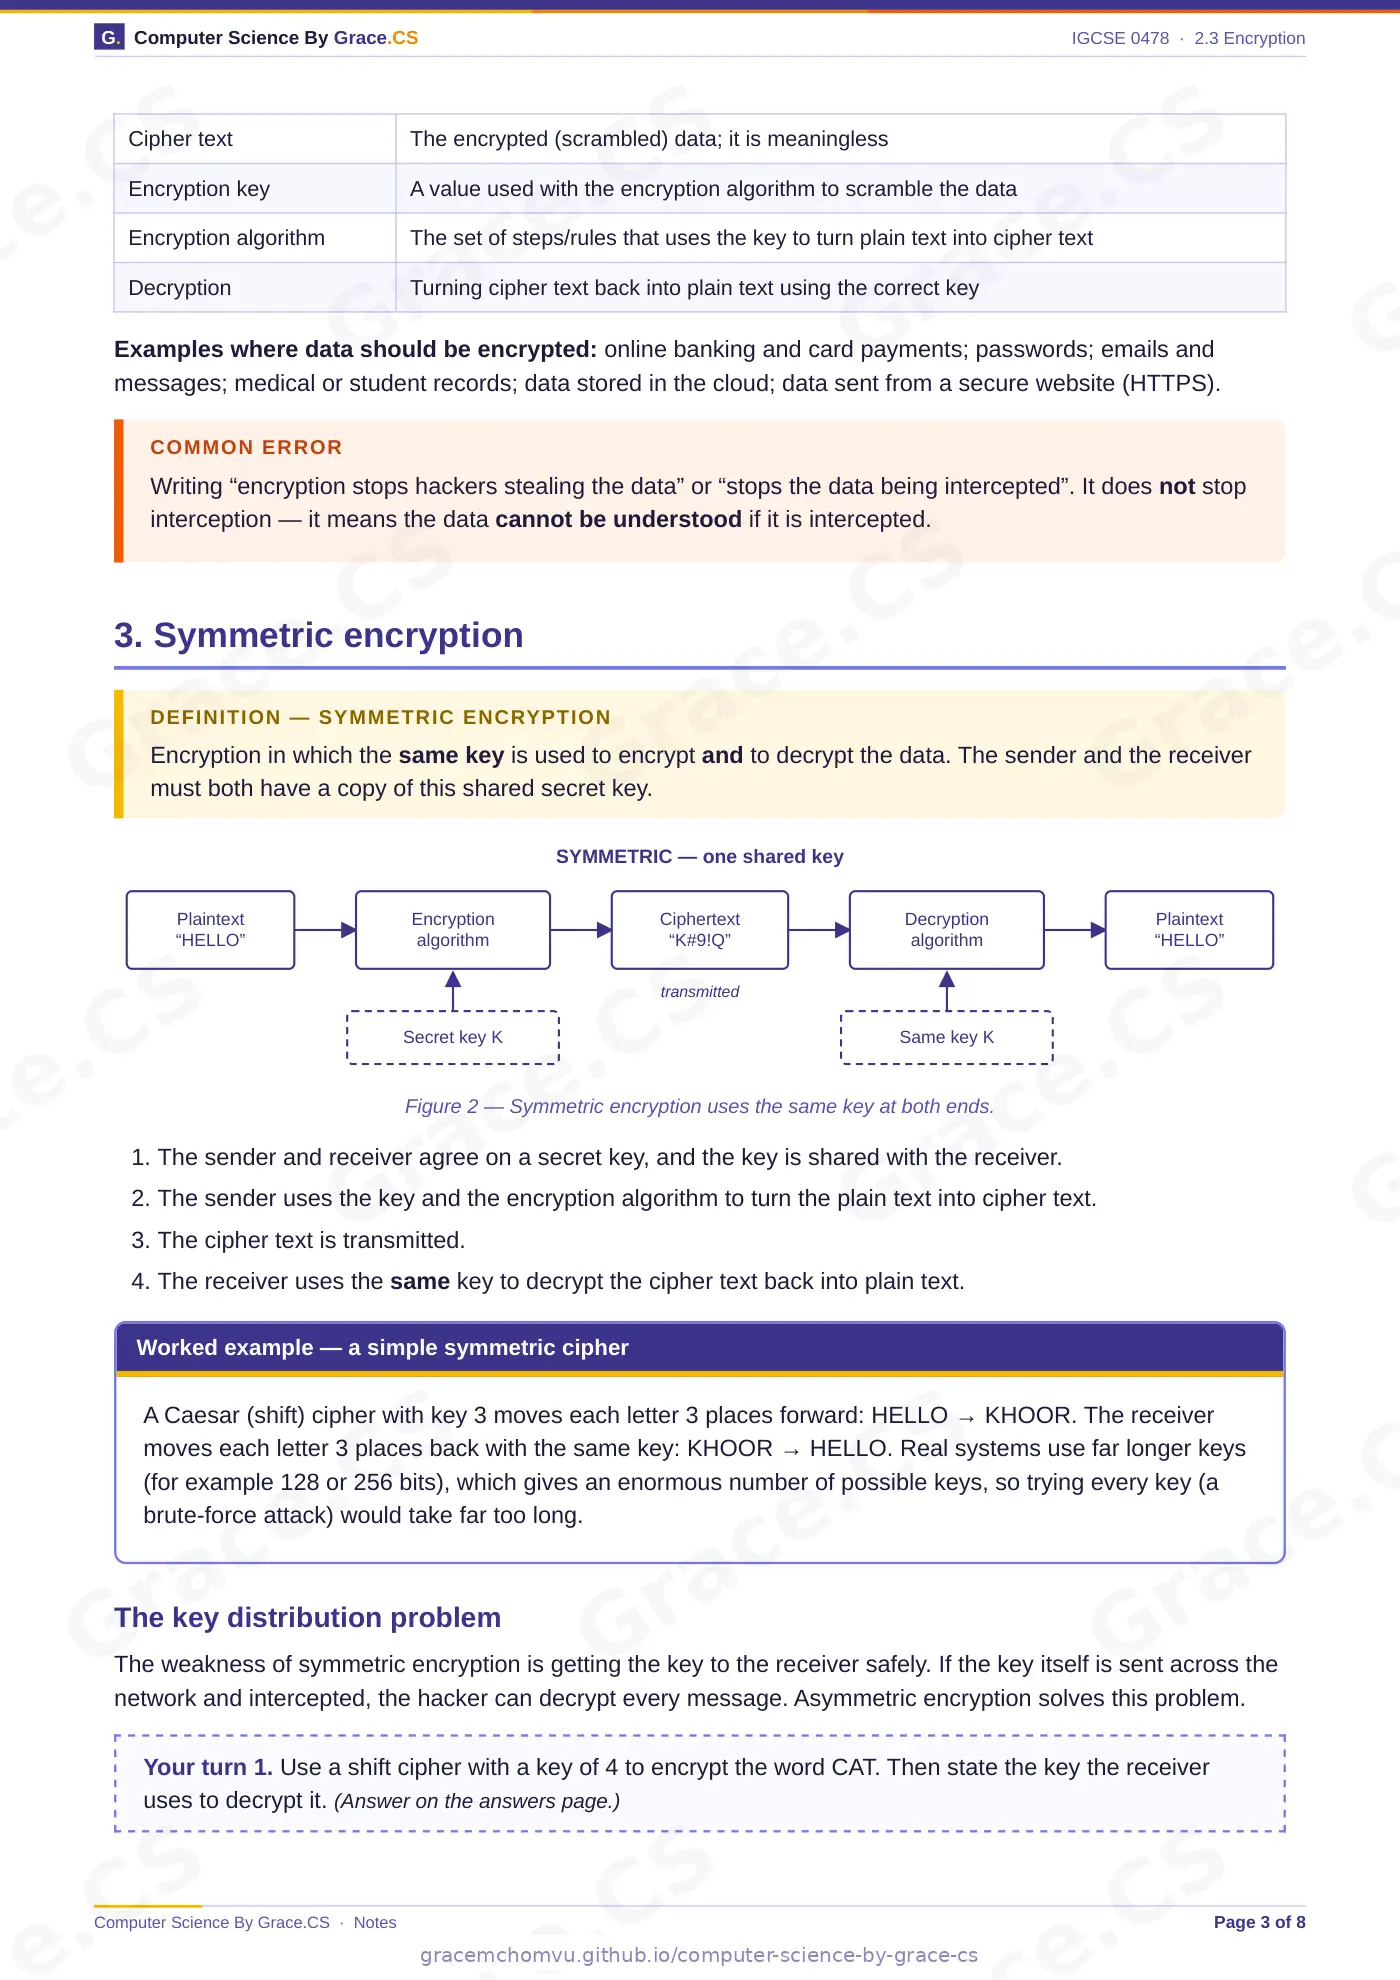 G. Computer Science By Grace.CS
IGCSE 0478 · 2.3 Encryption
Cipher text The encrypted (scrambled) data; it is meaningless
Encryption key A value used with the encryption algorithm to scramble the data
Encryption algorithm The set of steps/rules that uses the key to turn plain text into cipher text
Decryption Turning cipher text back into plain text using the correct key
Examples where data should be encrypted: online banking and card payments; passwords; emails and
messages; medical or student records; data stored in the cloud; data sent from a secure website (HTTPS).
COMMON ERROR
Writing “encryption stops hackers stealing the data” or “stops the data being intercepted”. It does not stop
interception — it means the data cannot be understood if it is intercepted.
3. Symmetric encryption
DEFINITION — SYMMETRIC ENCRYPTION
Encryption in which the same key is used to encrypt and to decrypt the data. The sender and the receiver
must both have a copy of this shared secret key.
SYMMETRIC — one shared key
Plaintext
“HELLO”
Encryption
algorithm
Ciphertext
“K#9!Q”
Decryption
algorithm
Plaintext
“HELLO”
transmitted
Secret key K
Same key K
Figure 2 — Symmetric encryption uses the same key at both ends.
1. The sender and receiver agree on a secret key, and the key is shared with the receiver.
2. The sender uses the key and the encryption algorithm to turn the plain text into cipher text.
3. The cipher text is transmitted.
4. The receiver uses the same key to decrypt the cipher text back into plain text.
Worked example — a simple symmetric cipher
A Caesar (shift) cipher with key 3 moves each letter 3 places forward: HELLO → KHOOR. The receiver
moves each letter 3 places back with the same key: KHOOR → HELLO. Real systems use far longer keys
(for example 128 or 256 bits), which gives an enormous number of possible keys, so trying every key (a
brute-force attack) would take far too long.
The key distribution problem
The weakness of symmetric encryption is getting the key to the receiver safely. If the key itself is sent across the
network and intercepted, the hacker can decrypt every message. Asymmetric encryption solves this problem.
Your turn 1. Use a shift cipher with a key of 4 to encrypt the word CAT. Then state the key the receiver
uses to decrypt it. (Answer on the answers page.)
Computer Science By Grace.CS · Notes
Page 3 of 8
gracemchomvu.github.io/computer-science-by-grace-cs